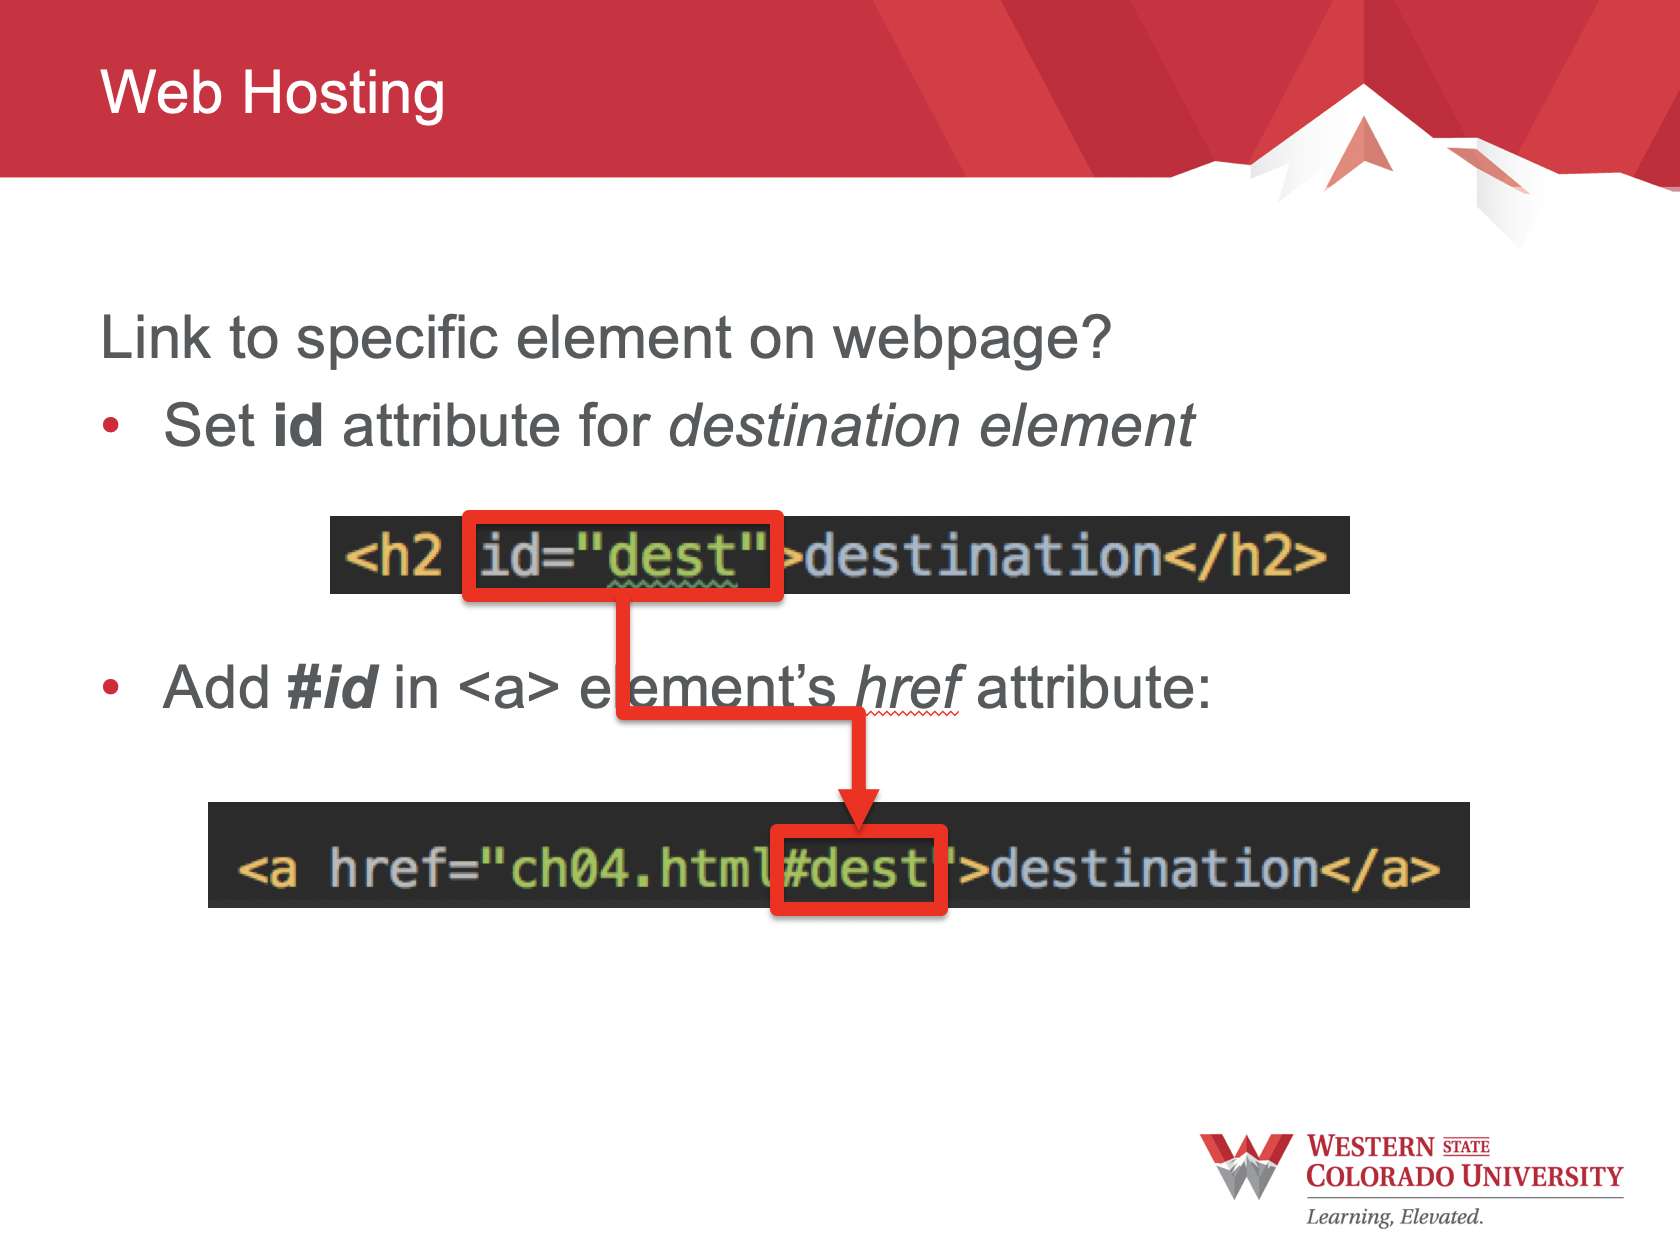 Web Hosting
Link to specific element on webpage?
• Set id attribute for destination element
<h2 id="dest">destination</h2>
• Add #id in <a> element’s href attribute:
<a href="ch04.html#dest">destination</a>
WESTERN STATE
COLORADO UNIVERSITY
Learning, Elevated.